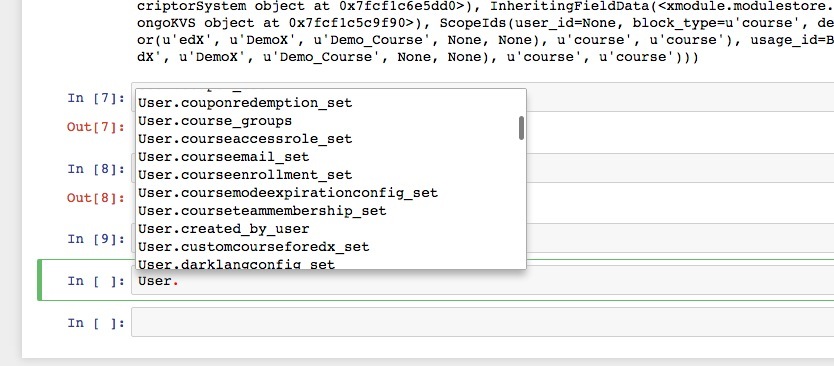 criptorSystem object at 0x7fcf1c6e5dd0>), InheritingFieldData(<xmodule.modulestore.
ongoKVS object at 0x7fcf1c5c9f90>), ScopeIds(user_id=None, block_type=u'course', de
or(u'edX', u'DemoX', u'Demo_Course', None, None), u'course', u'course'), usage_id=B
dX', u'DemoX', u'Demo_Course', None, None), u'course', u'course')))
In [7]:
User.couponredemption_set
User.course_groups
Out[7]:
User.courseaccessrole_set
User.courseemail_set
In [8]:
User.courseenrollment_set
User.coursemodeexpirationconfig_set
Out[8]:
User.courseteammembership_set
User.created_by_user
In [9]:
User.customcourseforedx_set
User.darklangconfig_set
In [ ]: User.
In [ ]: